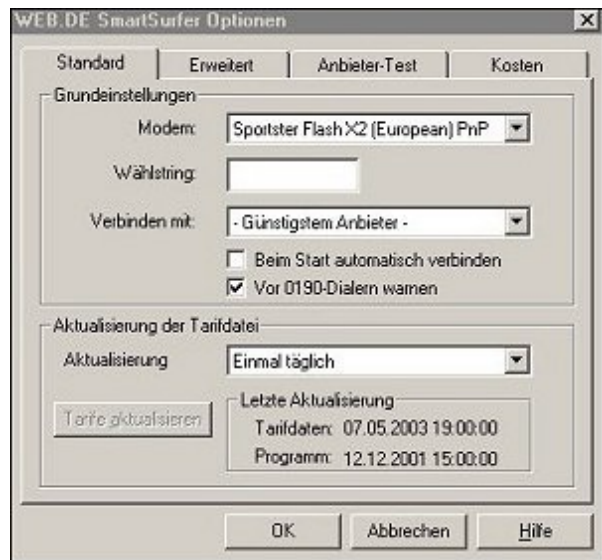 WEB.DE SmartSurfer Optionen
Standard Erweitert Anbieter-Test Kosten
Grundeinstellungen
Modem: Sportster Flash X2 (European) PnP
Wählstring:
Verbinden mit: - Günstigstem Anbieter -
Beim Start automatisch verbinden
Vor 0190-Dialern warnen
Aktualisierung der Tarifdatei
Aktualisierung Einmal täglich
Tarife aktualisieren
Letzte Aktualisierung
Tarifdaten: 07.05.2003 19:00:00
Programm: 12.12.2001 15:00:00
OK Abbrechen Hilfe